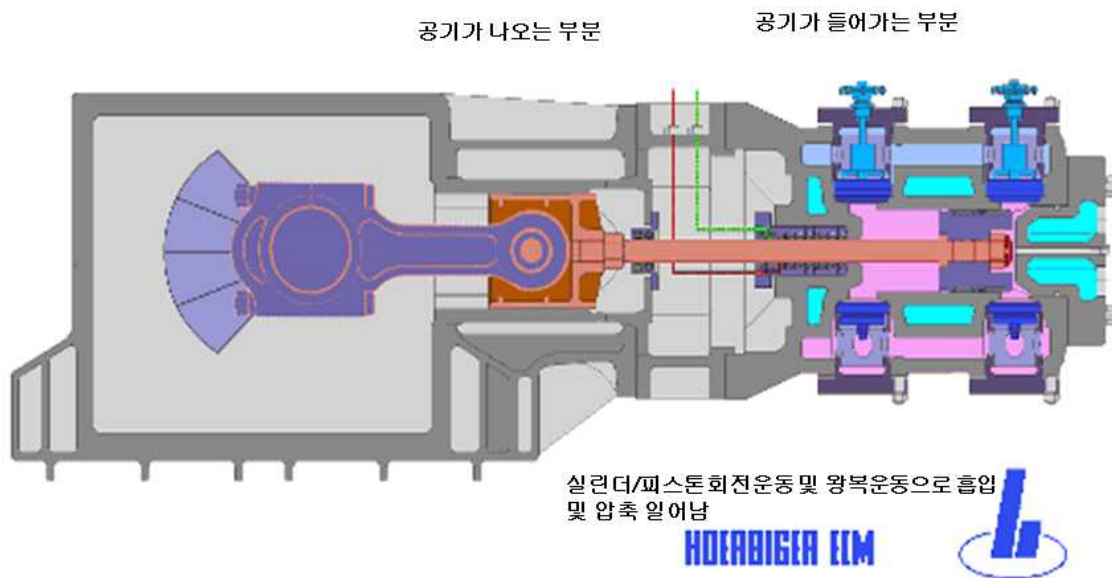 공기가 나오는 부분
공기가 들어가는 부분
실린더/피스톤회전운동 및 왕복운동으로 흡입
및 압축 일어남
HOERBIGER ECM